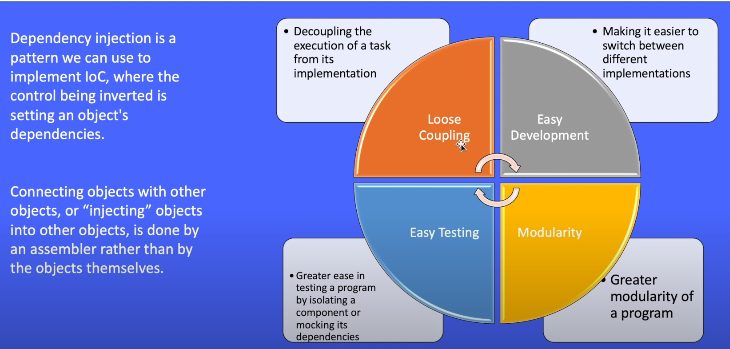 Dependency injection is a
pattern we can use to
implement IoC, where the
control being inverted is
setting an object's
dependencies.
Connecting objects with other
objects, or “injecting” objects
into other objects, is done by
an assembler rather than by
the objects themselves.
• Decoupling the
execution of a task
from its
implementation
• Making it easier to
switch between
different
implementations
Loose
Coupling
Easy
Development
Easy Testing
Modularity
• Greater ease in
testing a program
by isolating a
component or
mocking its
dependencies
• Greater
modularity of
a program